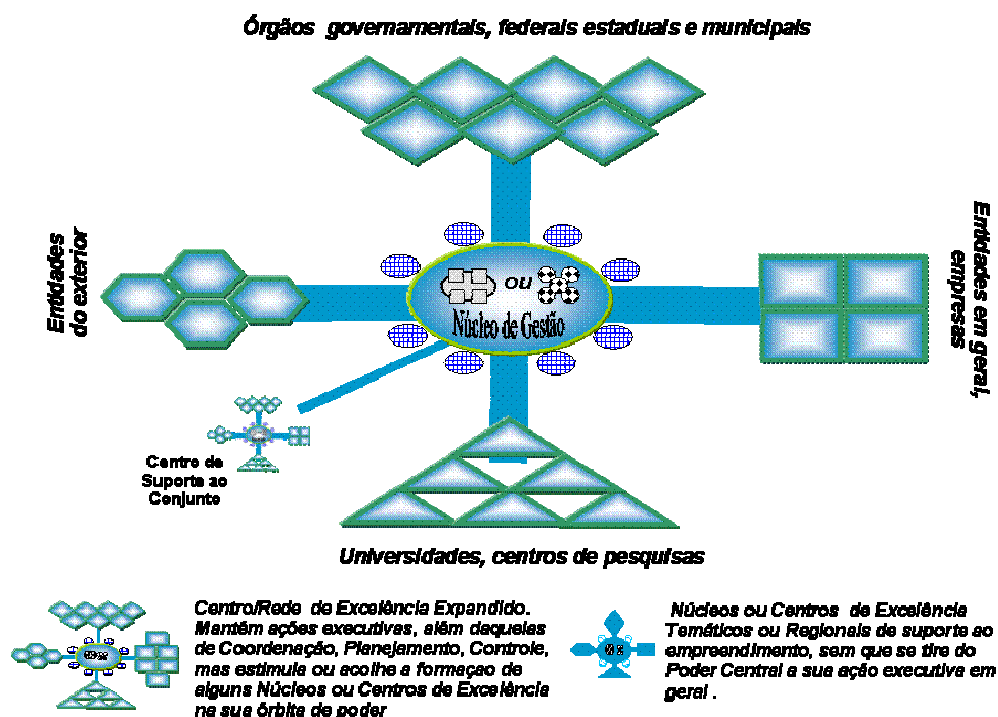 Órgãos governamentais, federais estaduais e municipais
Entidades
do exterior
ou
Núcleo de Gestão
Entidades em geral,
empresas
Centro de
Suporte ao
Conjunto
Universidades, centros de pesquisas
Centro/Rede de Excelência Expandido.
Mantém ações executivas, além daquelas
de Coordenação, Planejamento, Controle,
mas estimula ou acolhe a formação de
alguns Núcleos ou Centros de Excelência
na sua órbita de poder
Núcleos ou Centros de Excelência
Temáticos ou Regionais de suporte ao
empreendimento, sem que se tire do
Poder Central a sua ação executiva em
geral .